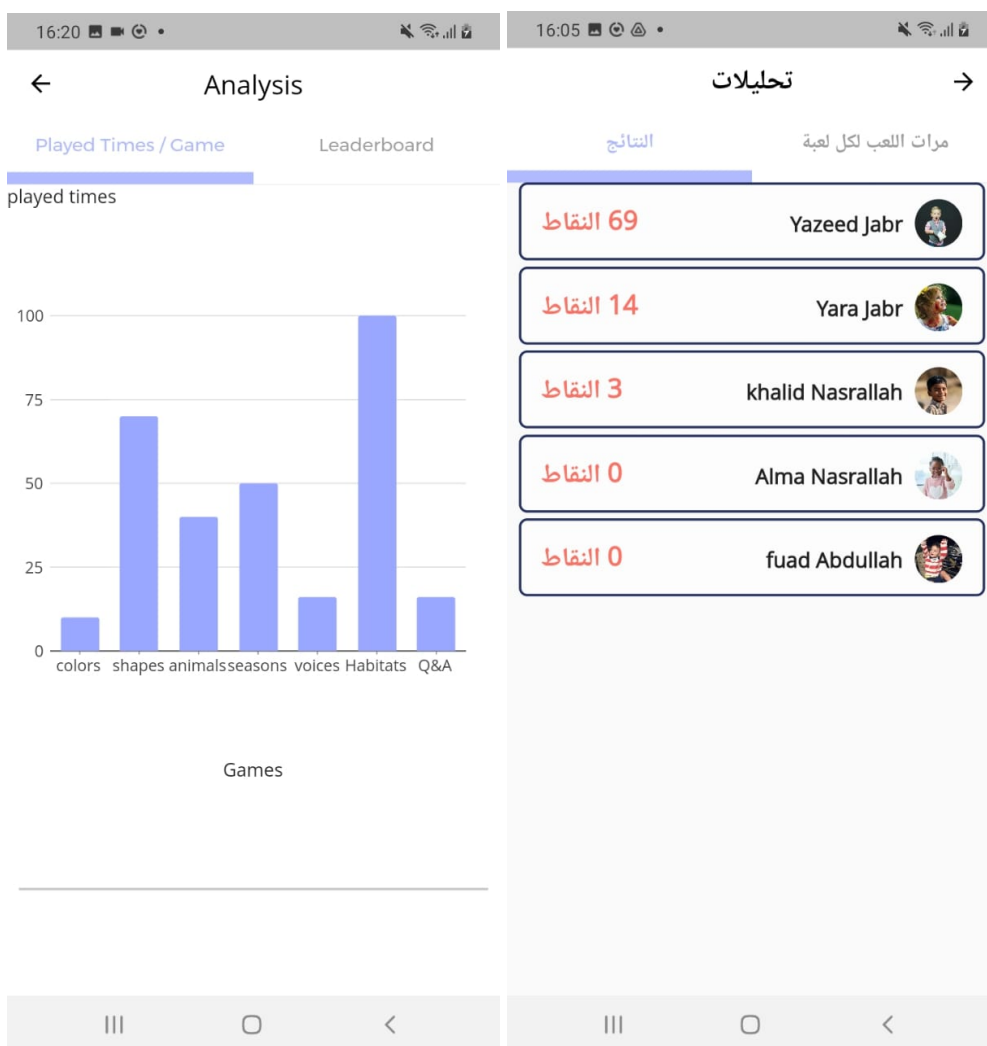 16:20
Analysis
Played Times / Game
Leaderboard
played times
100
75
50
25
0
colors shapes animals seasons voices Habitats Q&A
Games
16:05
تحليلات
مرات اللعب لكل لعبة
النتائج
Yazeed Jabr
69 النقاط
Yara Jabr
14 النقاط
khalid Nasrallah
3 النقاط
Alma Nasrallah
0 النقاط
fuad Abdullah
0 النقاط